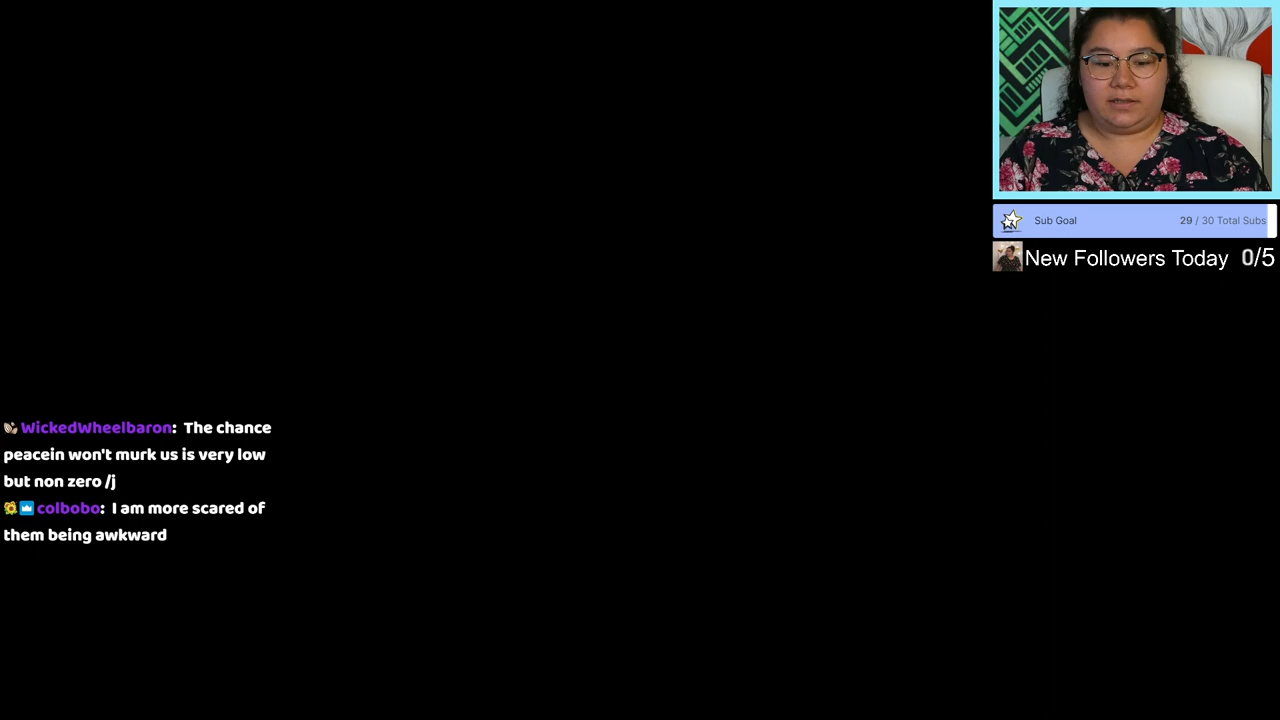 Sub Goal 29 / 30 Total Subs
New Followers Today 0/5
WickedWheelbaron: The chance
peacein won't murk us is very low
but non zero /j
colbobo: I am more scared of
them being awkward